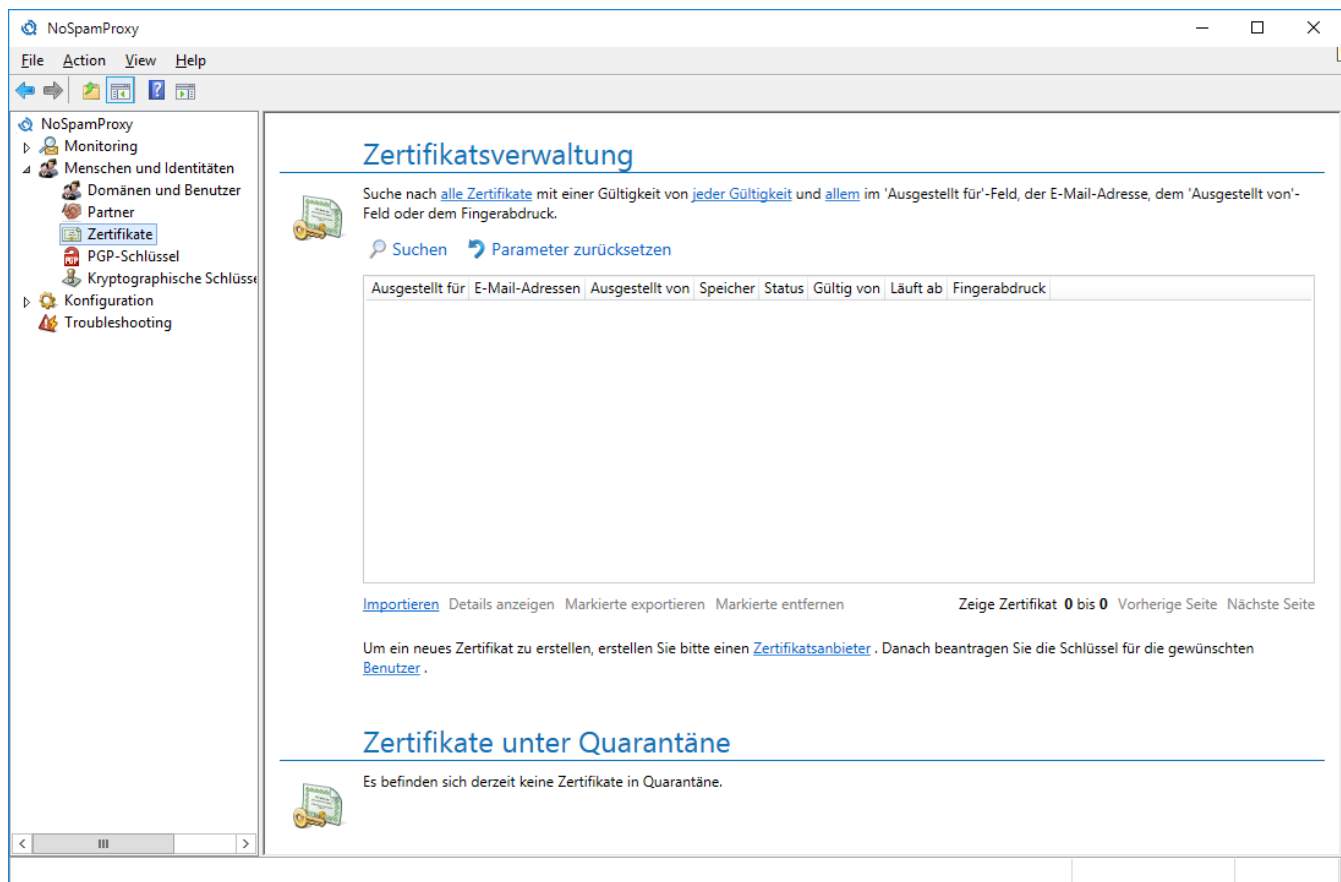 NoSpamProxy
File Action View Help
NoSpamProxy
Monitoring
Menschen und Identitäten
Domänen und Benutzer
Partner
Zertifikate
PGP-Schlüssel
Kryptographische Schlüsse
Konfiguration
Troubleshooting
Zertifikatsverwaltung
Suche nach alle Zertifikate mit einer Gültigkeit von jeder Gültigkeit und allem im 'Ausgestellt für'-Feld, der E-Mail-Adresse, dem 'Ausgestellt von'-
Feld oder dem Fingerabdruck.
Suchen Parameter zurücksetzen
Ausgestellt für E-Mail-Adressen Ausgestellt von Speicher Status Gültig von Läuft ab Fingerabdruck
Importieren Details anzeigen Markierte exportieren Markierte entfernen Zeige Zertifikat 0 bis 0 Vorherige Seite Nächste Seite
Um ein neues Zertifikat zu erstellen, erstellen Sie bitte einen Zertifikatsanbieter . Danach beantragen Sie die Schlüssel für die gewünschten
Benutzer .
Zertifikate unter Quarantäne
Es befinden sich derzeit keine Zertifikate in Quarantäne.